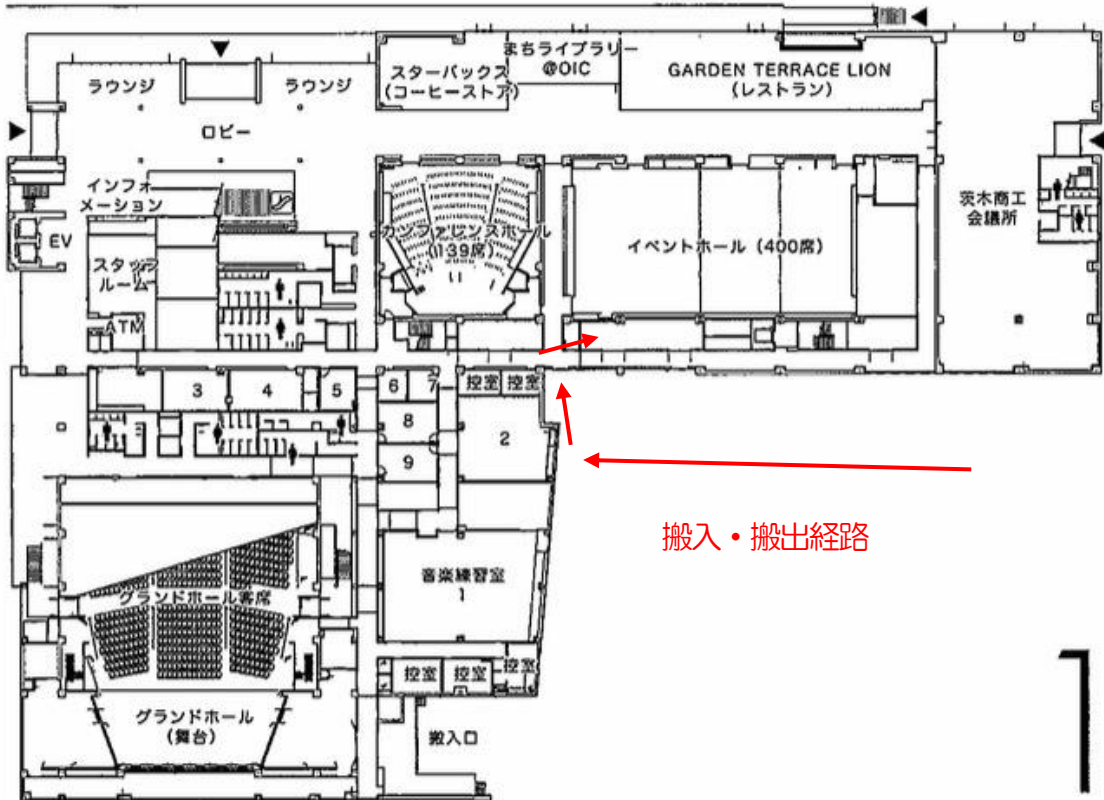 まちライブラリー
@OIC
スターバックス
(コーヒーストア)
GARDEN TERRACE LION
(レストラン)
ラウンジ
ラウンジ
ロビー
インフォ
メーション
EV
スタッフ
ルーム
ATM
カンファレンスホール
(139席)
イベントホール(400席)
茨木商工
会議所
3
4
5
6
7
控室
控室
8
2
9
搬入・搬出経路
音楽練習室
1
グランドホール客席
控室
控室
控室
グランドホール
(舞台)
搬入口